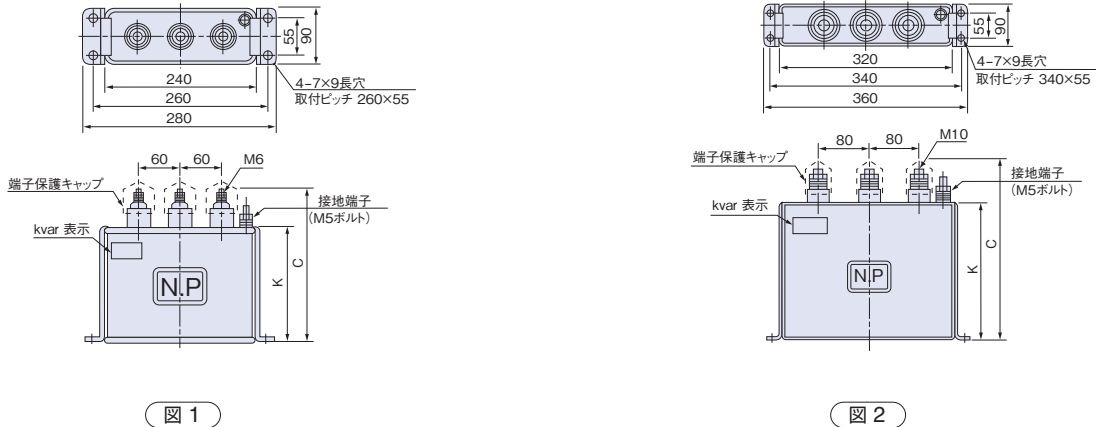 55
90
240
260
280
4-7×9長穴
取付ピッチ 260×55
60
60
M6
端子保護キャップ
接地端子
(M5ボルト)
kvar 表示
N.P
K
C
図 1
55
90
320
340
360
4-7×9長穴
取付ピッチ 340×55
80
80
M10
端子保護キャップ
接地端子
(M5ボルト)
kvar 表示
N.P
K
C
図 2